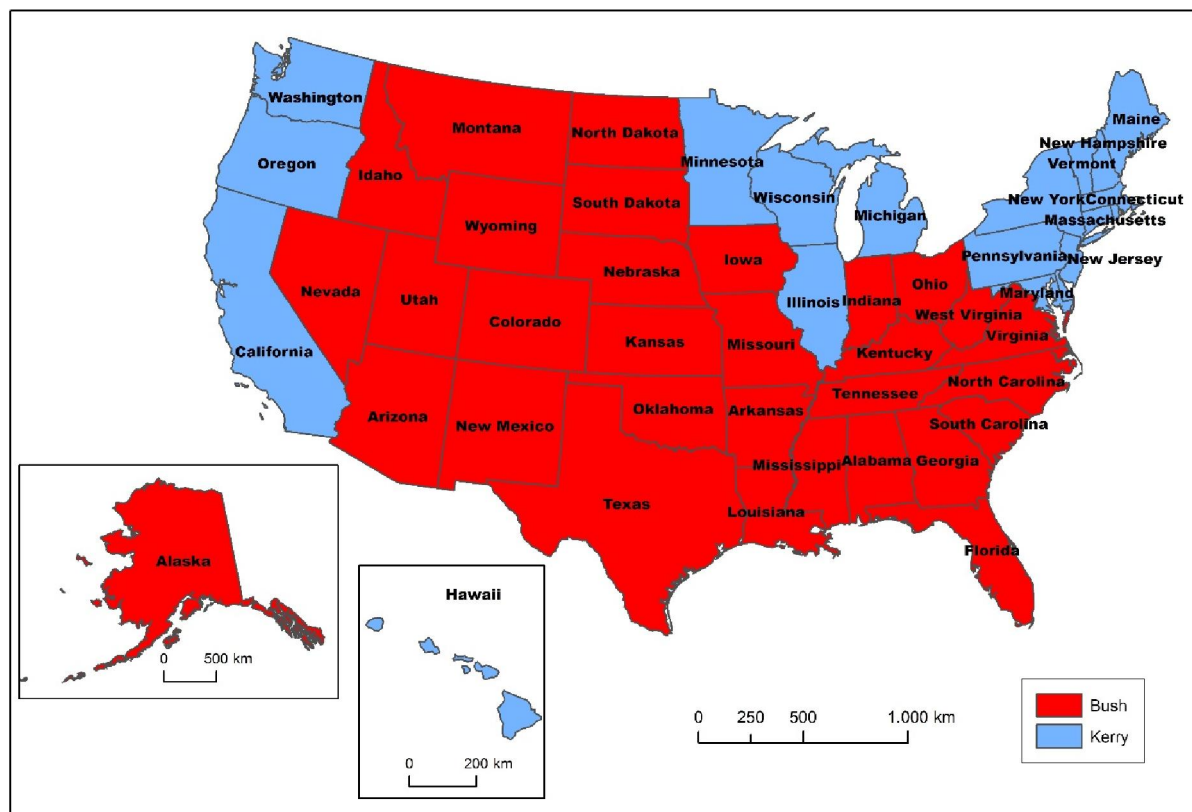 Washington
Oregon
California
Idaho
Nevada
Montana
Wyoming
Utah
Arizona
Colorado
New Mexico
North Dakota
South Dakota
Nebraska
Kansas
Oklahoma
Texas
Minnesota
Iowa
Missouri
Arkansas
Louisiana
Wisconsin
Illinois
Michigan
Indiana
Ohio
Kentucky
Tennessee
Mississippi
Alabama
Georgia
Florida
South Carolina
North Carolina
Virginia
West Virginia
Maryland
Pennsylvania
New Jersey
New York
Connecticut
Massachusetts
Vermont
New Hampshire
Maine
Alaska
0 500 km
Hawaii
0 200 km
0 250 500 1.000 km
Bush
Kerry